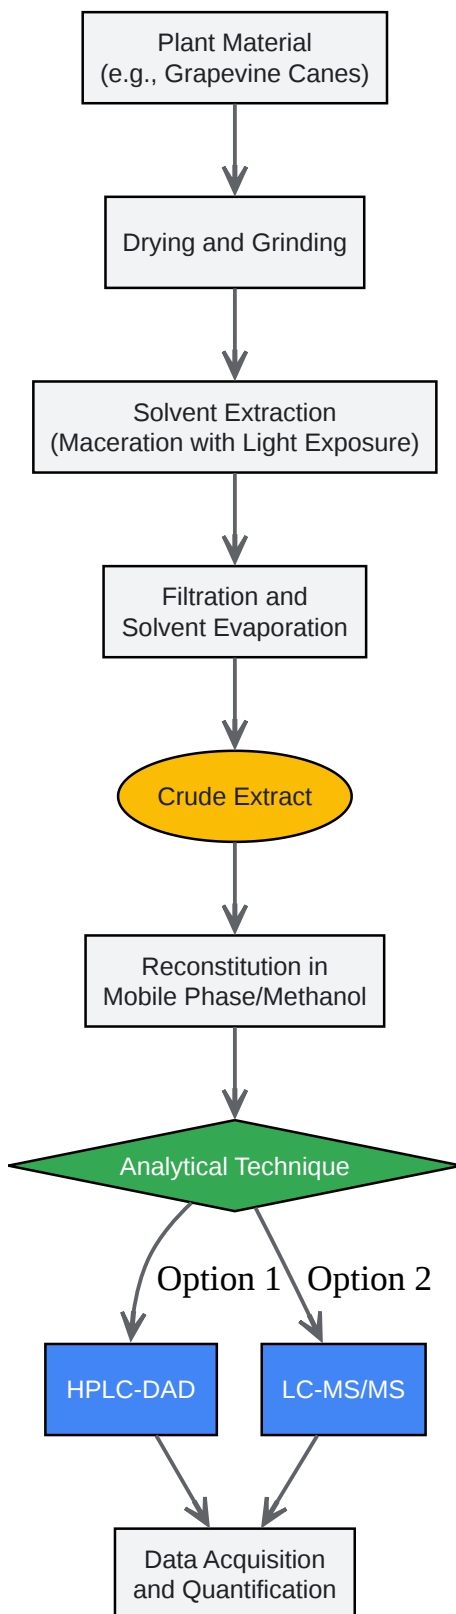 Plant Material
(e.g., Grapevine Canes)
Drying and Grinding
Solvent Extraction
(Maceration with Light Exposure)
Filtration and
Solvent Evaporation
Crude Extract
Reconstitution in
Mobile Phase/Methanol
Analytical Technique
Option 1
Option 2
HPLC-DAD
LC-MS/MS
Data Acquisition
and Quantification